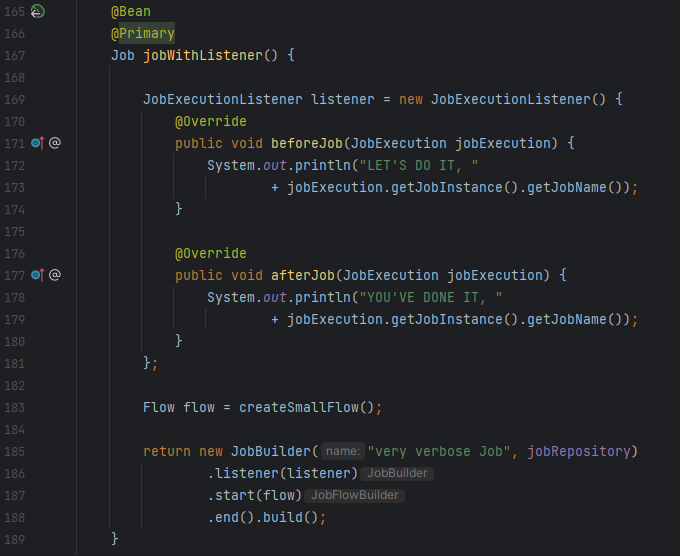 165 @Bean
166 @Primary
167 Job jobWithListener() {
168
169 JobExecutionListener listener = new JobExecutionListener() {
170 @Override
171 @ public void beforeJob(JobExecution jobExecution) {
172 System.out.println("LET'S DO IT, "
173 + jobExecution.getJobInstance().getJobName());
174 }
175
176 @Override
177 @ public void afterJob(JobExecution jobExecution) {
178 System.out.println("YOU'VE DONE IT, "
179 + jobExecution.getJobInstance().getJobName());
180 }
181 };
182
183 Flow flow = createSmallFlow();
184
185 return new JobBuilder( name: "very verbose Job", jobRepository)
186 .listener(listener) JobBuilder
187 .start(flow) JobFlowBuilder
188 .end().build();
189 }